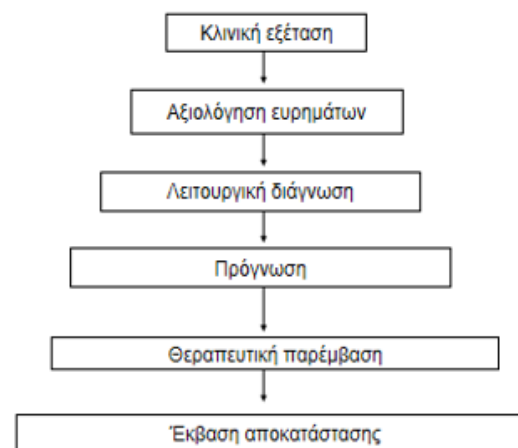 Κλινική εξέταση
Αξιολόγηση ευρημάτων
Λειτουργική διάγνωση
Πρόγνωση
Θεραπευτική παρέμβαση
Έκβαση αποκατάστασης